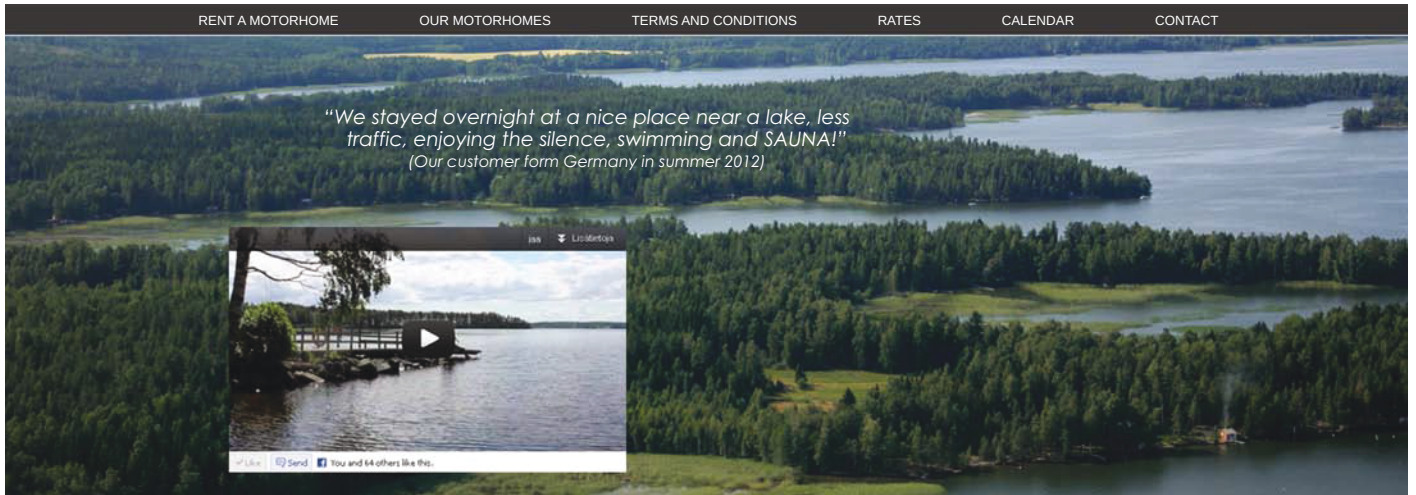 RENT A MOTORHOME OUR MOTORHOMES TERMS AND CONDITIONS RATES CALENDAR CONTACT
“We stayed overnight at a nice place near a lake, less
traffic, enjoying the silence, swimming and SAUNA!”
(Our customer form Germany in summer 2012)
jaa Lisätietoja
Like Send You and 64 others like this.